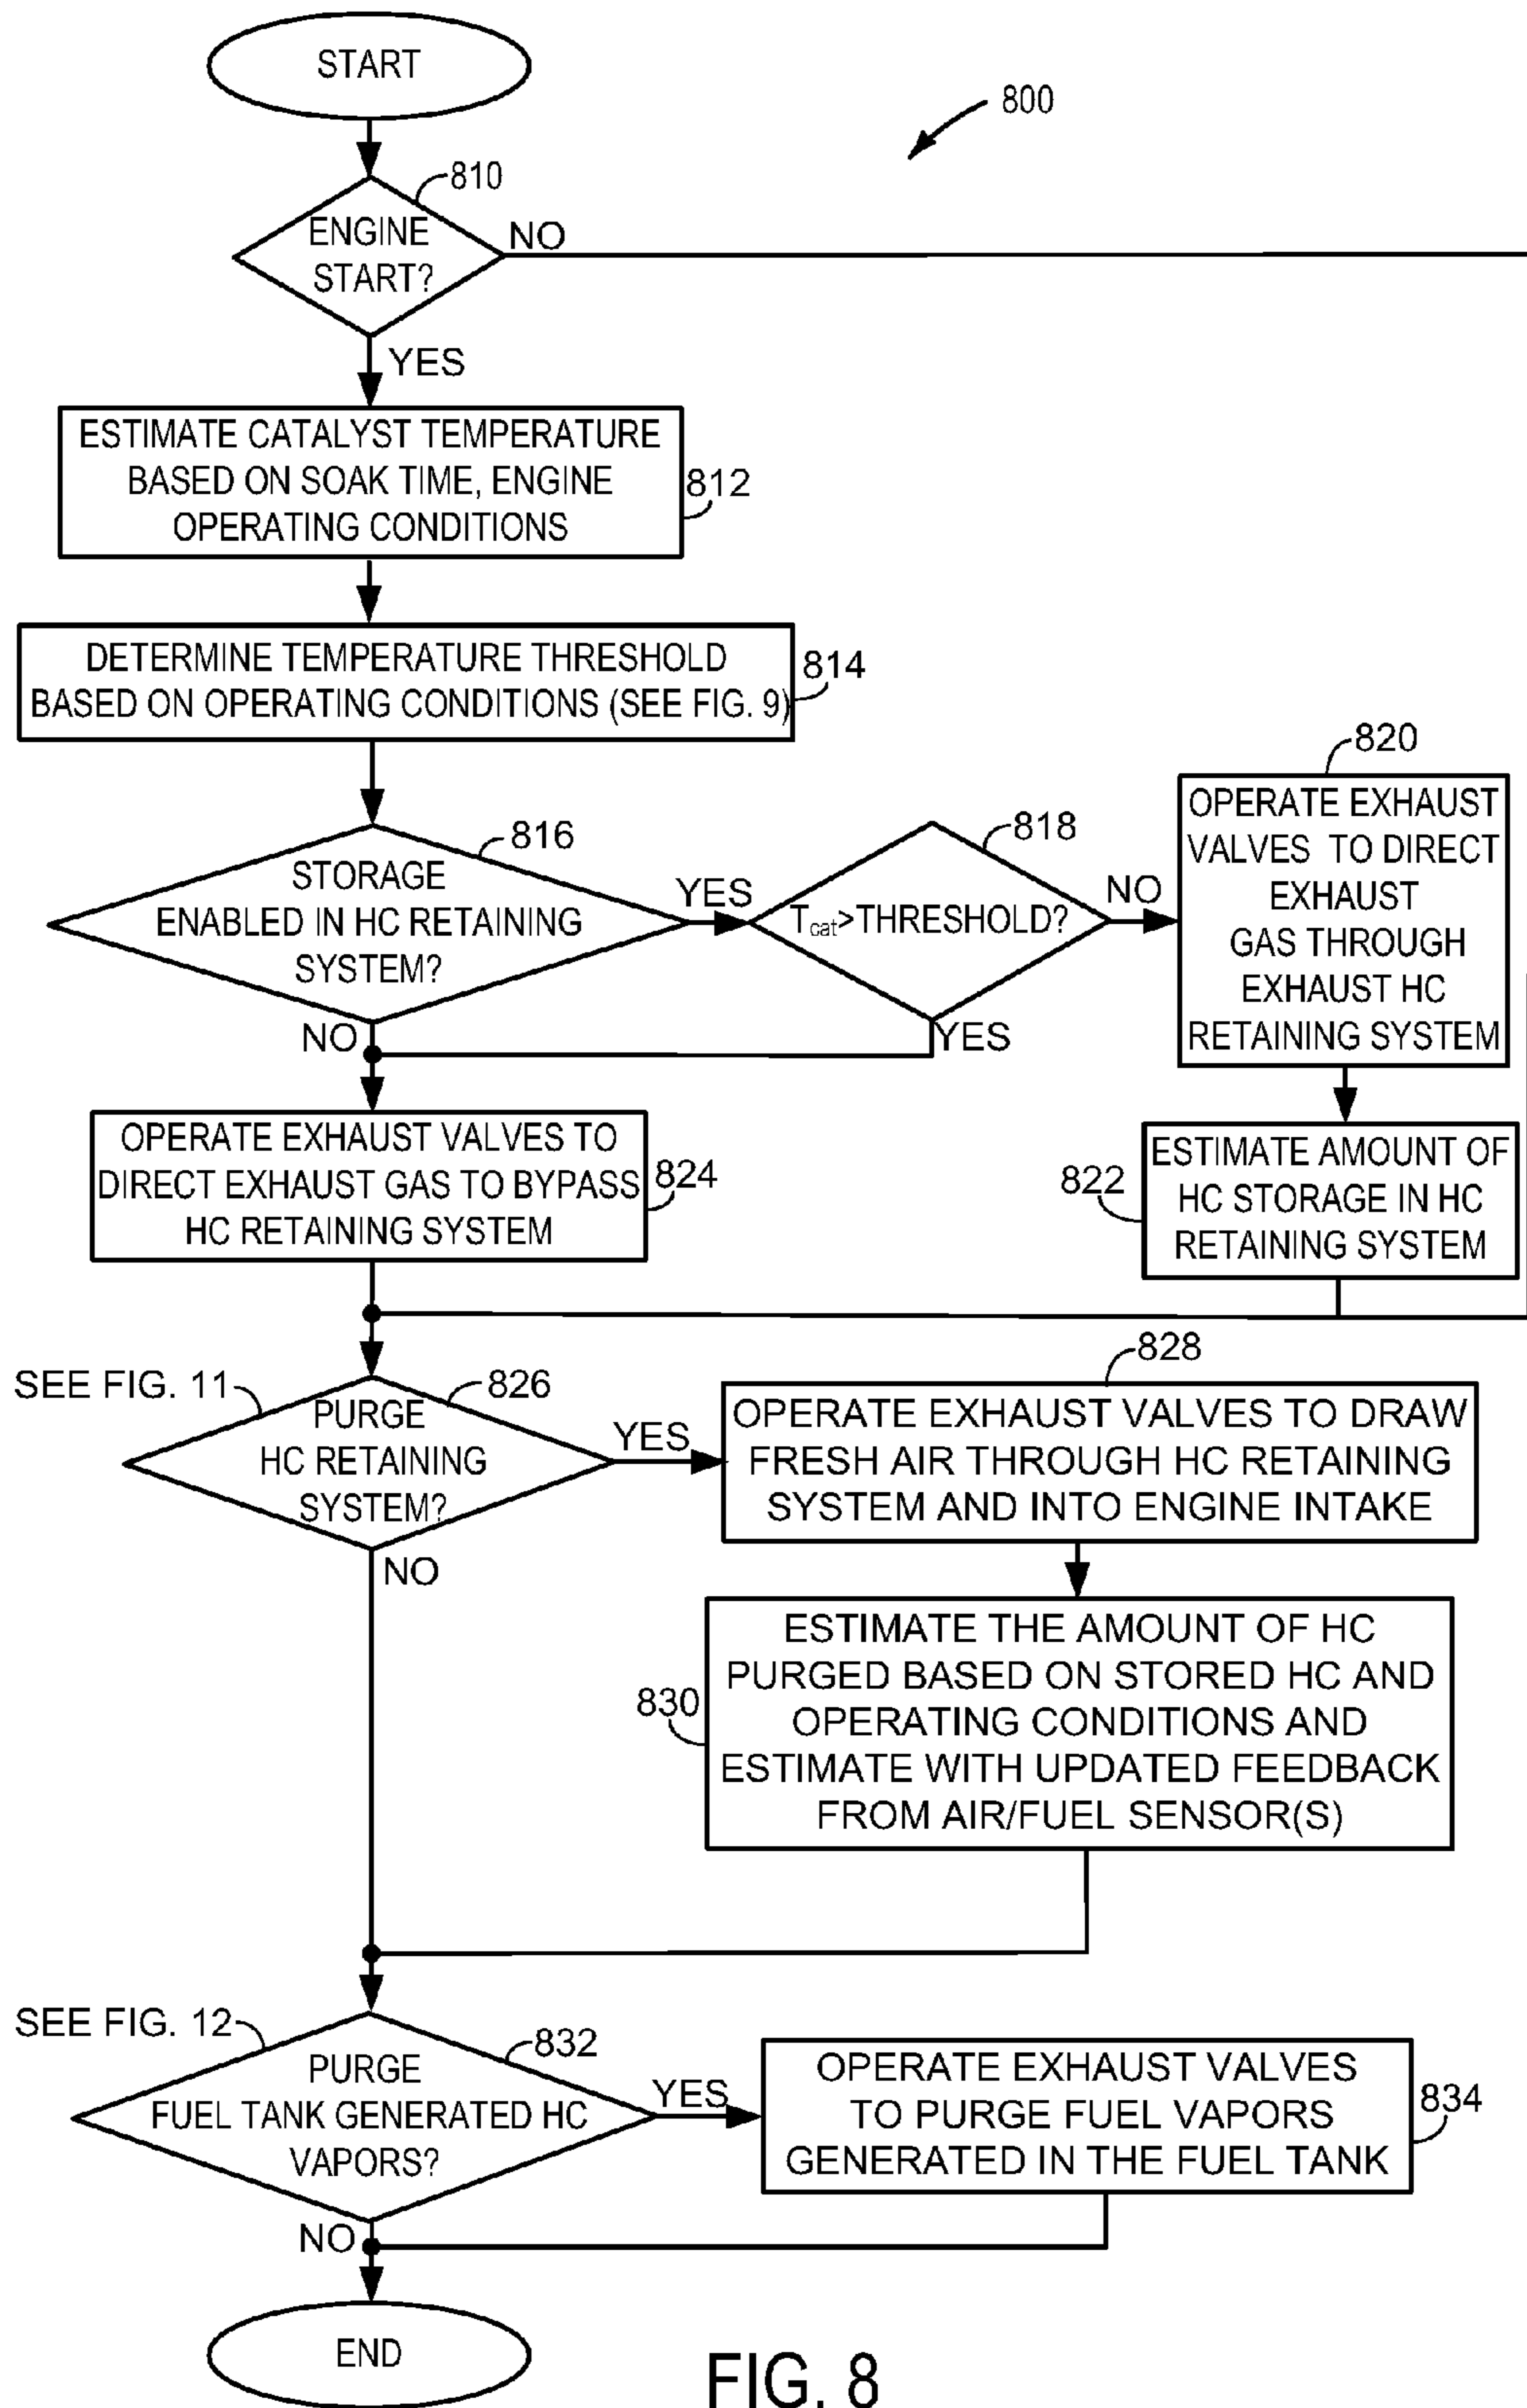 START
800
810
ENGINE
START?
NO
YES
ESTIMATE CATALYST TEMPERATURE
BASED ON SOAK TIME, ENGINE
OPERATING CONDITIONS
812
DETERMINE TEMPERATURE THRESHOLD
BASED ON OPERATING CONDITIONS (SEE FIG. 9)
814
816
STORAGE
ENABLED IN HC RETAINING
SYSTEM?
YES
NO
818
Tcat>THRESHOLD?
NO
YES
820
OPERATE EXHAUST
VALVES TO DIRECT
EXHAUST
GAS THROUGH
EXHAUST HC
RETAINING SYSTEM
822
ESTIMATE AMOUNT OF
HC STORAGE IN HC
RETAINING SYSTEM
OPERATE EXHAUST VALVES TO
DIRECT EXHAUST GAS TO BYPASS
HC RETAINING SYSTEM
824
SEE FIG. 11
826
PURGE
HC RETAINING
SYSTEM?
YES
NO
828
OPERATE EXHAUST VALVES TO DRAW
FRESH AIR THROUGH HC RETAINING
SYSTEM AND INTO ENGINE INTAKE
830
ESTIMATE THE AMOUNT OF HC
PURGED BASED ON STORED HC AND
OPERATING CONDITIONS AND
ESTIMATE WITH UPDATED FEEDBACK
FROM AIR/FUEL SENSOR(S)
SEE FIG. 12
832
PURGE
FUEL TANK GENERATED HC
VAPORS?
YES
NO
OPERATE EXHAUST VALVES
TO PURGE FUEL VAPORS
GENERATED IN THE FUEL TANK
834
END
FIG. 8